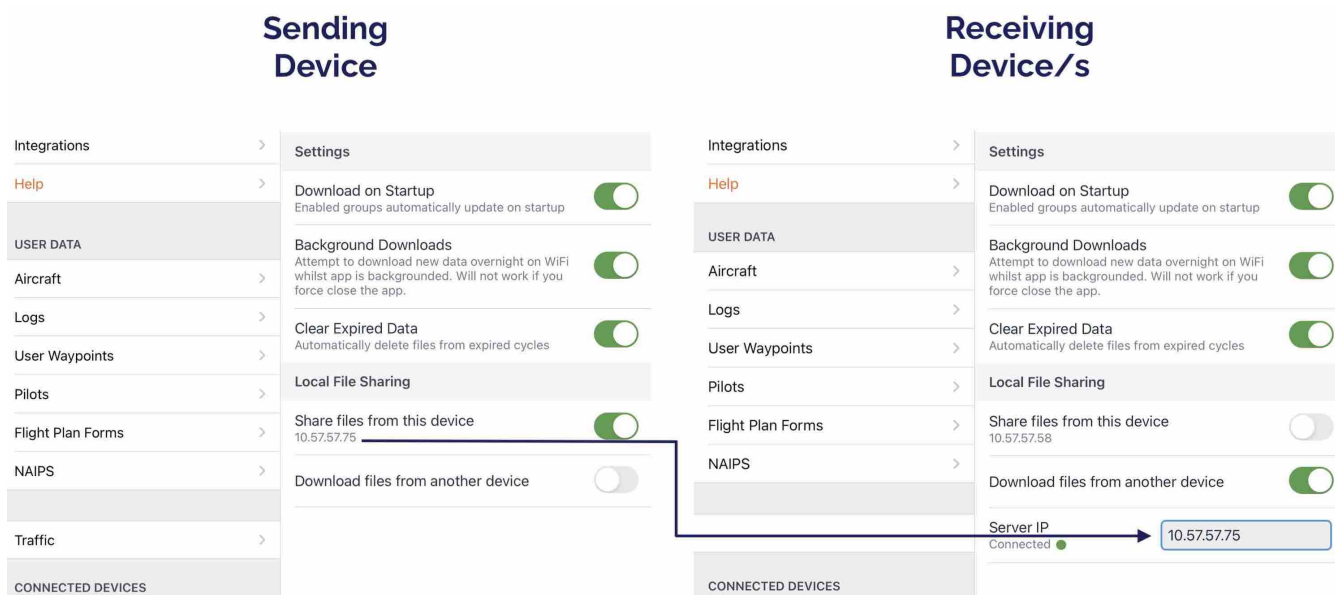 Sending
Device
Integrations
Help
USER DATA
Aircraft
Logs
User Waypoints
Pilots
Flight Plan Forms
NAIPS
Traffic
CONNECTED DEVICES
Settings
Download on Startup
Enabled groups automatically update on startup
Background Downloads
Attempt to download new data overnight on WiFi
whilst app is backgrounded. Will not work if you
force close the app.
Clear Expired Data
Automatically delete files from expired cycles
Local File Sharing
Share files from this device
10.57.57.75
Download files from another device
Receiving
Device/s
Integrations
Help
USER DATA
Aircraft
Logs
User Waypoints
Pilots
Flight Plan Forms
NAIPS
CONNECTED DEVICES
Settings
Download on Startup
Enabled groups automatically update on startup
Background Downloads
Attempt to download new data overnight on WiFi
whilst app is backgrounded. Will not work if you
force close the app.
Clear Expired Data
Automatically delete files from expired cycles
Local File Sharing
Share files from this device
10.57.57.58
Download files from another device
Server IP
Connected
10.57.57.75